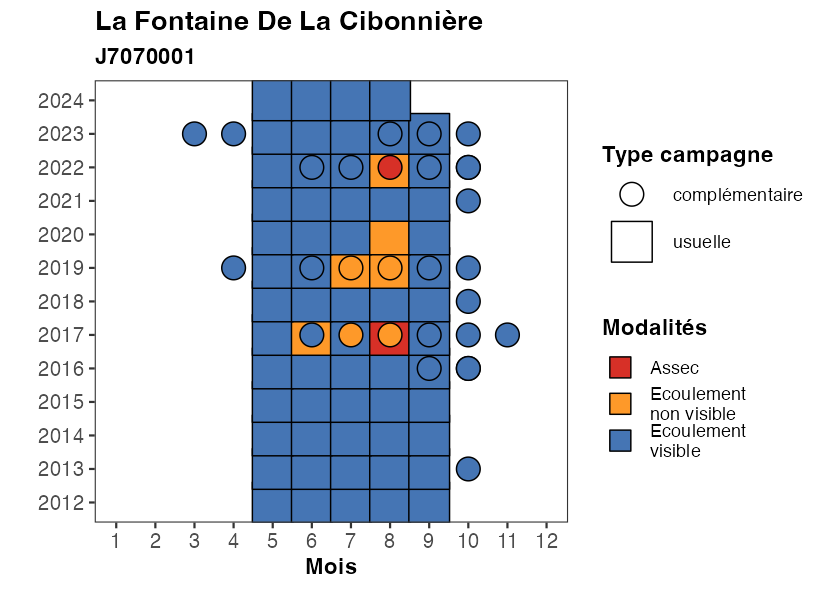 La Fontaine De La Cibonnière
J7070001
2024
2023
2022
2021
2020
2019
2018
2017
2016
2015
2014
2013
2012
1 2 3 4 5 6 7 8 9 10 11 12
Mois
Type campagne
complémentaire
usuelle
Modalités
Assec
Ecoulement
non visible
Ecoulement
visible